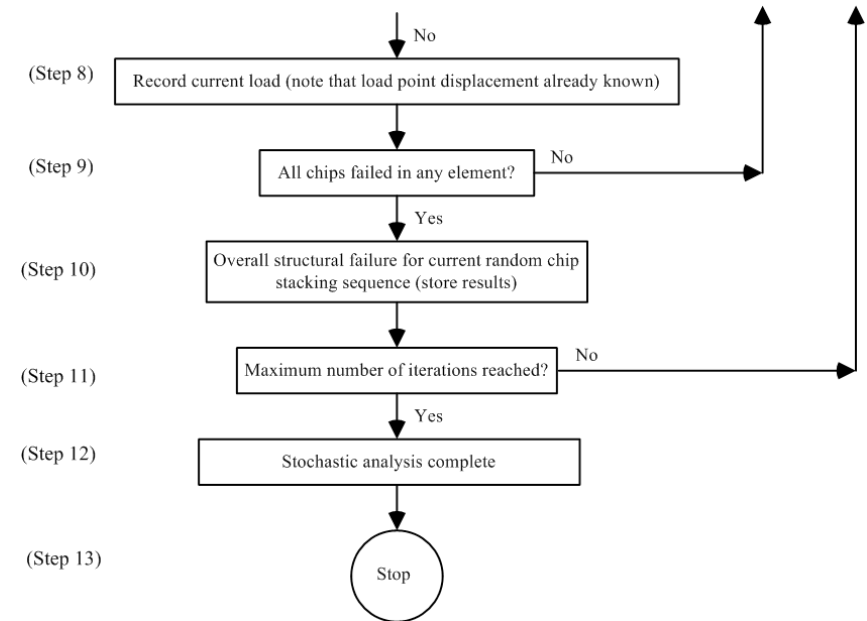 No
(Step 8)
Record current load (note that load point displacement already known)
(Step 9)
All chips failed in any element?
No
Yes
(Step 10)
Overall structural failure for current random chip
stacking sequence (store results)
(Step 11)
Maximum number of iterations reached?
No
Yes
(Step 12)
Stochastic analysis complete
(Step 13)
Stop